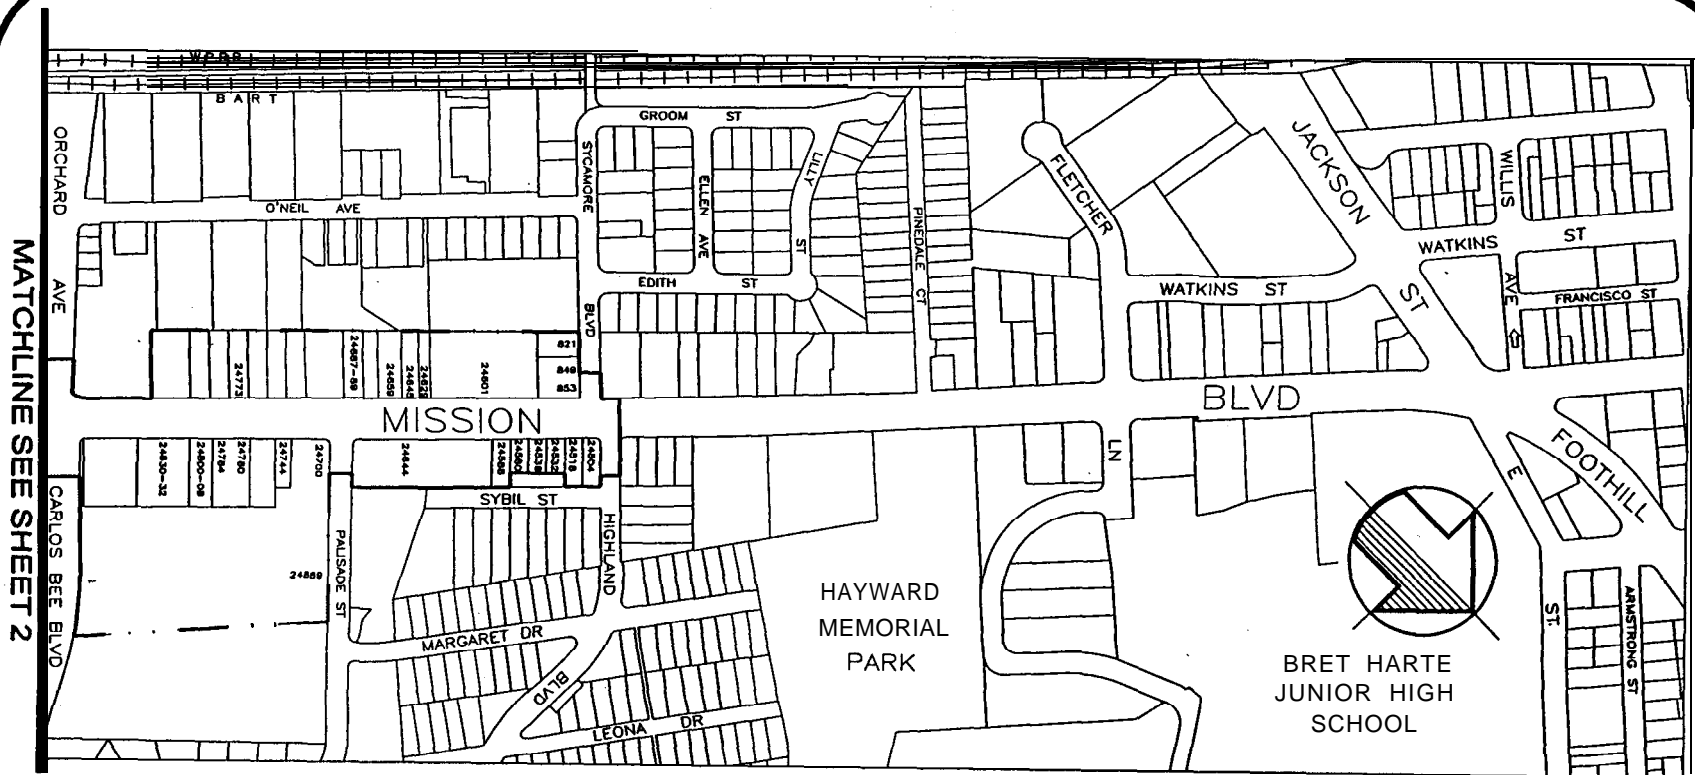 W.P.R.R.
BART
GROOM ST
ORCHARD AVE
SYCAMORE BLVD
ELLEN AVE
LILLY ST
PINEDALE CT
FLETCHER LN
JACKSON ST
WILLIS AVE
O'NEIL AVE
WATKINS ST
EDITH ST
WATKINS ST
FRANCISCO ST
MATCHLINE SEE SHEET 2
24773
24687-89
24659
24645
24629
24601
821
849
853
MISSION BLVD
24830-32
24800-08
24784
24780
24744
24700
24644
24588
24560
24538
24532
24518
24504
SYBIL ST
FOOTHILL
E ST.
CARLOS BEE BLVD
PALISADE ST
HIGHLAND BLVD
24889
MARGARET DR
LEONA DR
HAYWARD
MEMORIAL
PARK
BRET HARTE
JUNIOR HIGH
SCHOOL
ARMSTRONG ST